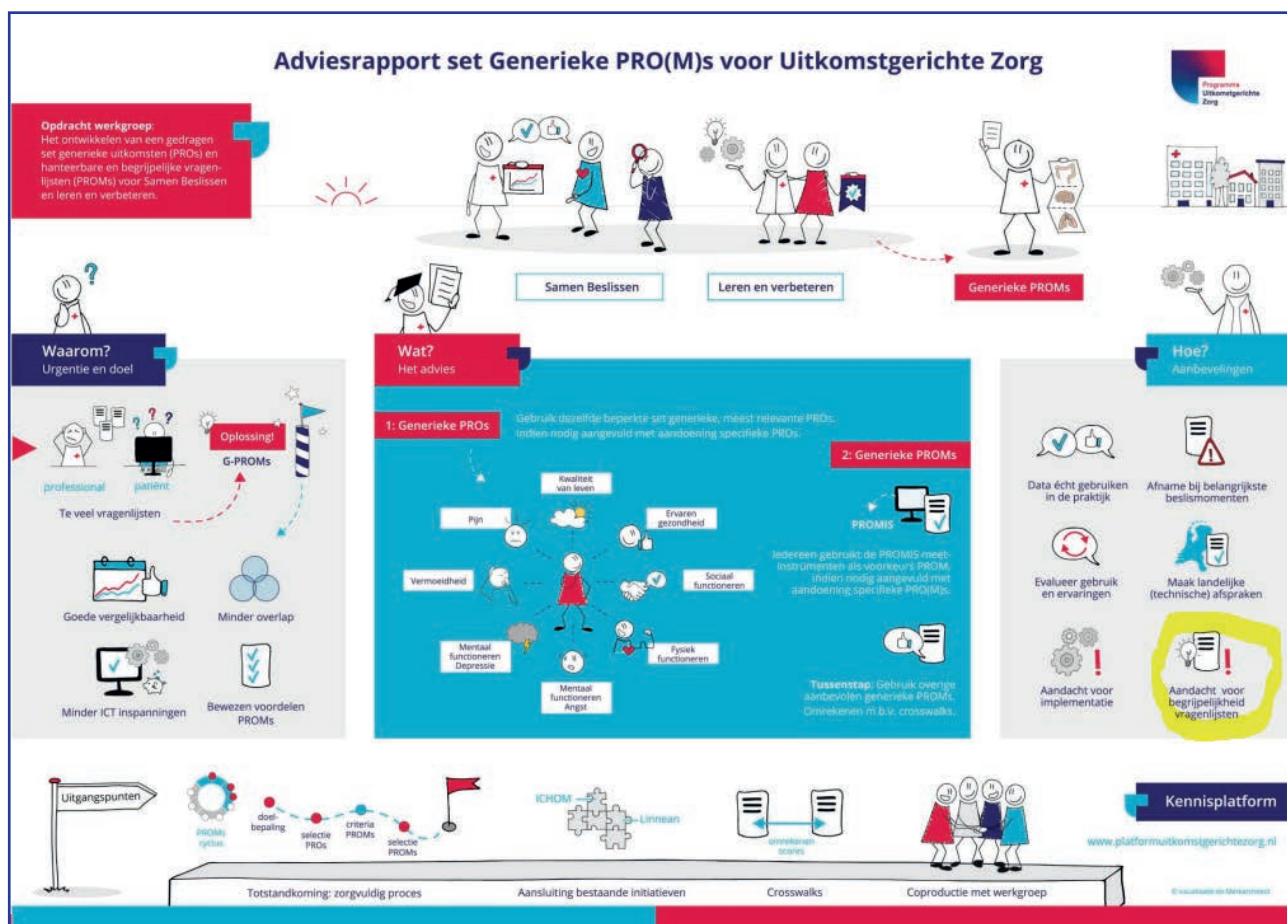 Adviesrapport set Generieke PRO(M)s voor Uitkomstgerichte Zorg
Programma
Uitkomstgerichte
Zorg
Opdracht werkgroep:
Het ontwikkelen van een gedragen
set generieke uitkomsten (PROs) en
hanteerbare en begrijpelijke vragen-
lijsten (PROMs) voor Samen Beslissen
en leren en verbeteren.
Samen Beslissen
Leren en verbeteren
Generieke PROMs
Waarom?
Urgentie en doel
professional
patiënt
Te veel vragenlijsten
Oplossing!
G-PROMs
Goede vergelijkbaarheid
Minder overlap
Minder ICT inspanningen
Bewezen voordelen
PROMs
Wat?
Het advies
1: Generieke PROs
Gebruik dezelfde beperkte set generieke, meest relevante PROs.
Indien nodig aangevuld met aandoening specifieke PROs.
Kwaliteit
van leven
Ervaren
gezondheid
Sociaal
functioneren
Fysiek
functioneren
Mentaal
functioneren
Angst
Mentaal
functioneren
Depressie
Vermoeidheid
Pijn
2: Generieke PROMs
PROMIS
Iedereen gebruikt de PROMIS meet-
instrumenten als voorkeurs PROM,
indien nodig aangevuld met
aandoening specifieke PRO(M)s.
Tussenstap: Gebruik overige
aanbevolen generieke PROMs.
Omrekenen m.b.v. crosswalks.
Hoe?
Aanbevelingen
Data écht gebruiken
in de praktijk
Afname bij belangrijkste
beslismomenten
Evalueer gebruik
en ervaringen
Maak landelijke
(technische) afspraken
Aandacht voor
implementatie
Aandacht voor
begrijpelijkheid
vragenlijsten
Uitgangspunten
PROMs
cyclus
doel-
bepaling
selectie
PROs
criteria
PROMs
selectie
PROMs
ICHOM
Linnean
omrekenen
scores
Totstandkoming: zorgvuldig proces
Aansluiting bestaande initiatieven
Crosswalks
Coproductie met werkgroep
Kennisplatform
www.platformuitkomstgerichtezorg.nl